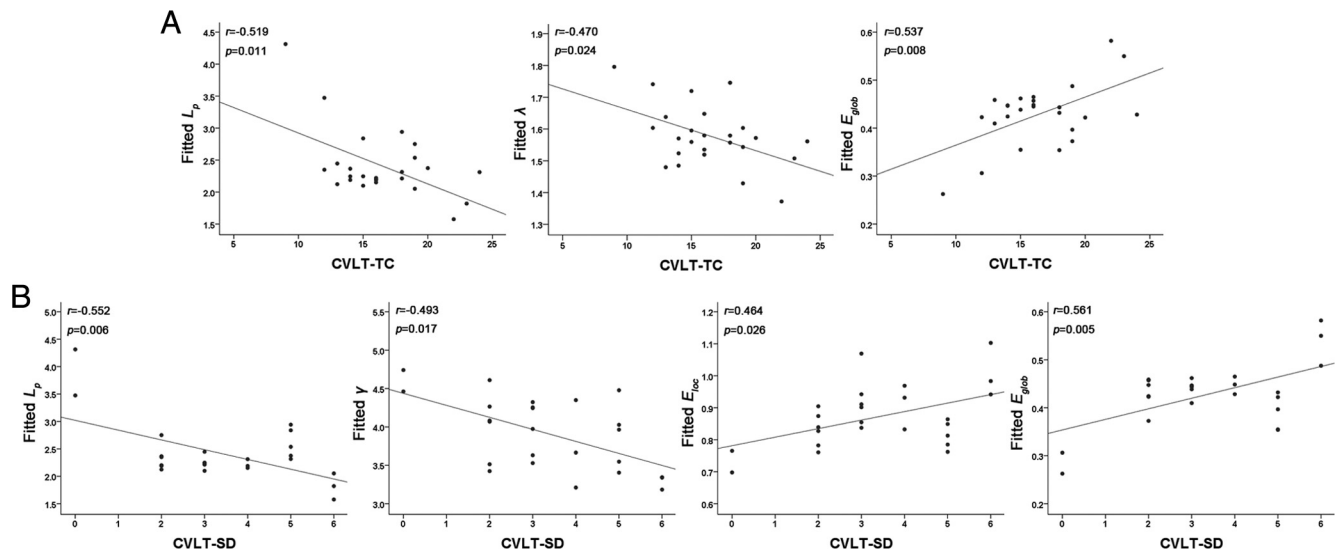 A
r=-0.519
p=0.011
Fitted Lp
4.5
4.0
3.5
3.0
2.5
2.0
1.5
5 10 15 20 25
CVLT-TC
r=-0.470
p=0.024
Fitted λ
1.9
1.8
1.7
1.6
1.5
1.4
1.3
5 10 15 20 25
CVLT-TC
r=0.537
p=0.008
Fitted Eglob
0.6
0.5
0.4
0.3
0.2
5 10 15 20 25
CVLT-TC
B
r=-0.552
p=0.006
Fitted Lp
5.0
4.5
4.0
3.5
3.0
2.5
2.0
1.5
0 1 2 3 4 5 6
CVLT-SD
r=-0.493
p=0.017
Fitted γ
5.5
5.0
4.5
4.0
3.5
3.0
0 1 2 3 4 5 6
CVLT-SD
r=0.464
p=0.026
Fitted Eloc
1.2
1.1
1.0
0.9
0.8
0.7
0.6
0 1 2 3 4 5 6
CVLT-SD
r=0.561
p=0.005
Fitted Eglob
0.6
0.5
0.4
0.3
0.2
0 1 2 3 4 5 6
CVLT-SD